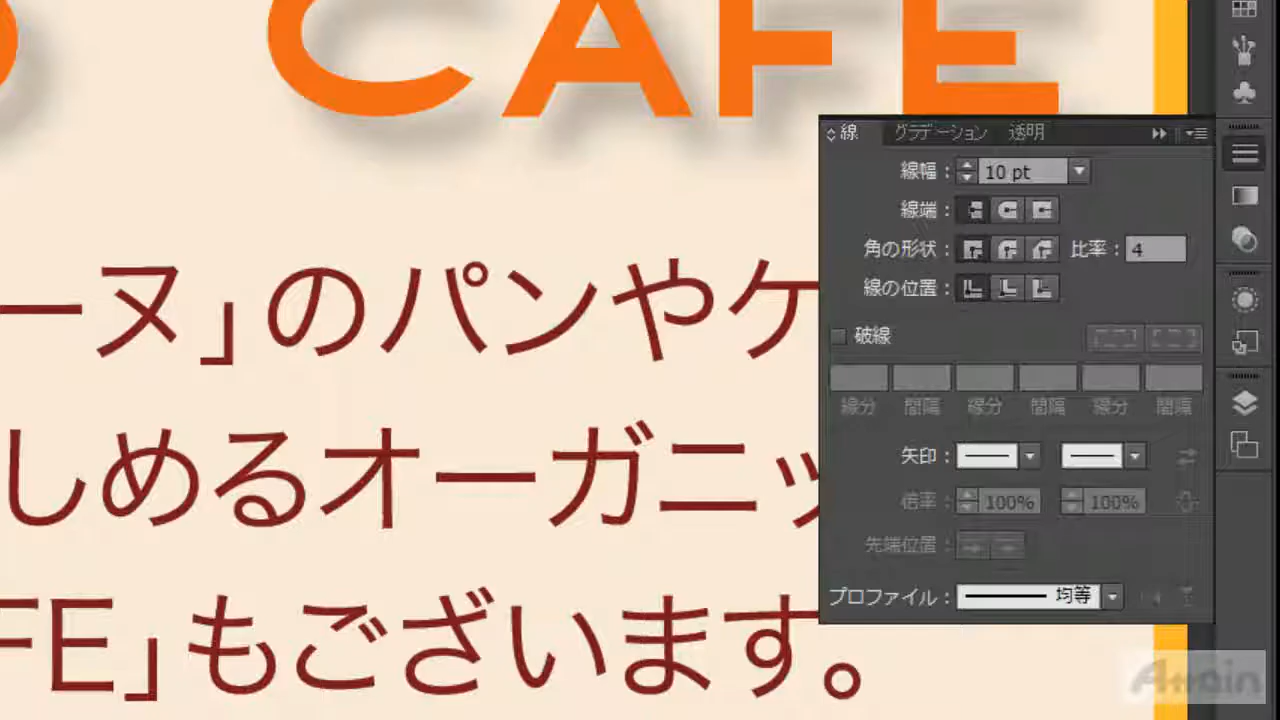 CAFE
ーヌ」のパンやケ
しめるオーガニッ
FE」もございます。
線 グラデーション 透明
線幅： 10 pt
線端：
角の形状： 比率： 4
線の位置：
破線
線分 間隔 線分 間隔 線分 間隔
矢印：
倍率： 100% 100%
先端位置：
プロファイル： 均等
Attain